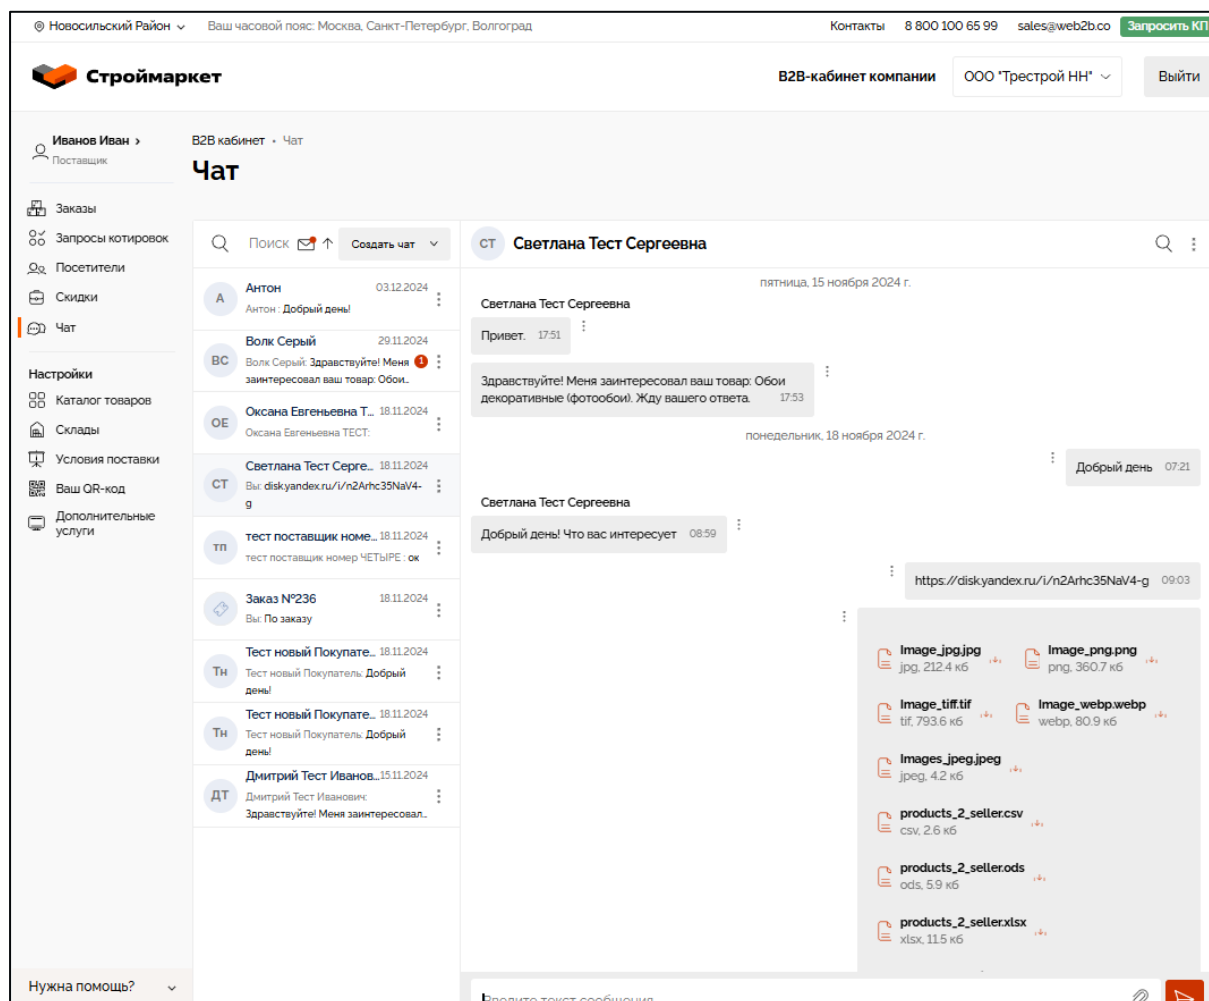 Новосильский Район
Ваш часовой пояс: Москва, Санкт-Петербург, Волгоград
Контакты
8 800 100 65 99
sales@web2b.co
Запросить КП
Строймаркет
B2B-кабинет компании
ООО "Трестрой НН"
Выйти
Иванов Иван
Поставщик
Заказы
Запросы котировок
Посетители
Скидки
Чат
Настройки
Каталог товаров
Склады
Условия поставки
Ваш QR-код
Дополнительные
услуги
Нужна помощь?
B2B кабинет • Чат
Чат
Поиск
Создать чат
А
Антон
03.12.2024
Антон : Добрый день!
ВС
Волк Серый
29.11.2024
Волк Серый: Здравствуйте! Меня
1
заинтересовал ваш товар: Обои...
ОЕ
Оксана Евгеньевна Т...
18.11.2024
Оксана Евгеньевна ТЕСТ:
СТ
Светлана Тест Серге...
18.11.2024
Вы: disk.yandex.ru/i/n2Arhc35NaV4-
g
тп
тест поставщик номе...
18.11.2024
тест поставщик номер ЧЕТЫРЕ : ок
Заказ №236
18.11.2024
Вы: По заказу
Тн
Тест новый Покупате...
18.11.2024
Тест новый Покупатель: Добрый
день!
Тн
Тест новый Покупате...
18.11.2024
Тест новый Покупатель: Добрый
день!
ДТ
Дмитрий Тест Иванов...
15.11.2024
Дмитрий Тест Иванович:
Здравствуйте! Меня заинтересовал...
СТ
Светлана Тест Сергеевна
пятница, 15 ноября 2024 г.
Светлана Тест Сергеевна
Привет. 17:51
Здравствуйте! Меня заинтересовал ваш товар: Обои
декоративные (фотообои). Жду вашего ответа. 17:53
понедельник, 18 ноября 2024 г.
Добрый день 07:21
Светлана Тест Сергеевна
Добрый день! Что вас интересует 08:59
https://disk.yandex.ru/i/n2Arhc35NaV4-g 09:03
Image_jpg.jpg
jpg, 212.4 кб
Image_png.png
png, 360.7 кб
Image_tiff.tif
tif, 793.6 кб
Image_webp.webp
webp, 80.9 кб
Images_jpeg.jpeg
jpeg, 4.2 кб
products_2_seller.csv
csv, 2.6 кб
products_2_seller.ods
ods, 5.9 кб
products_2_seller.xlsx
xlsx, 11.5 кб
Введите текст сообщения